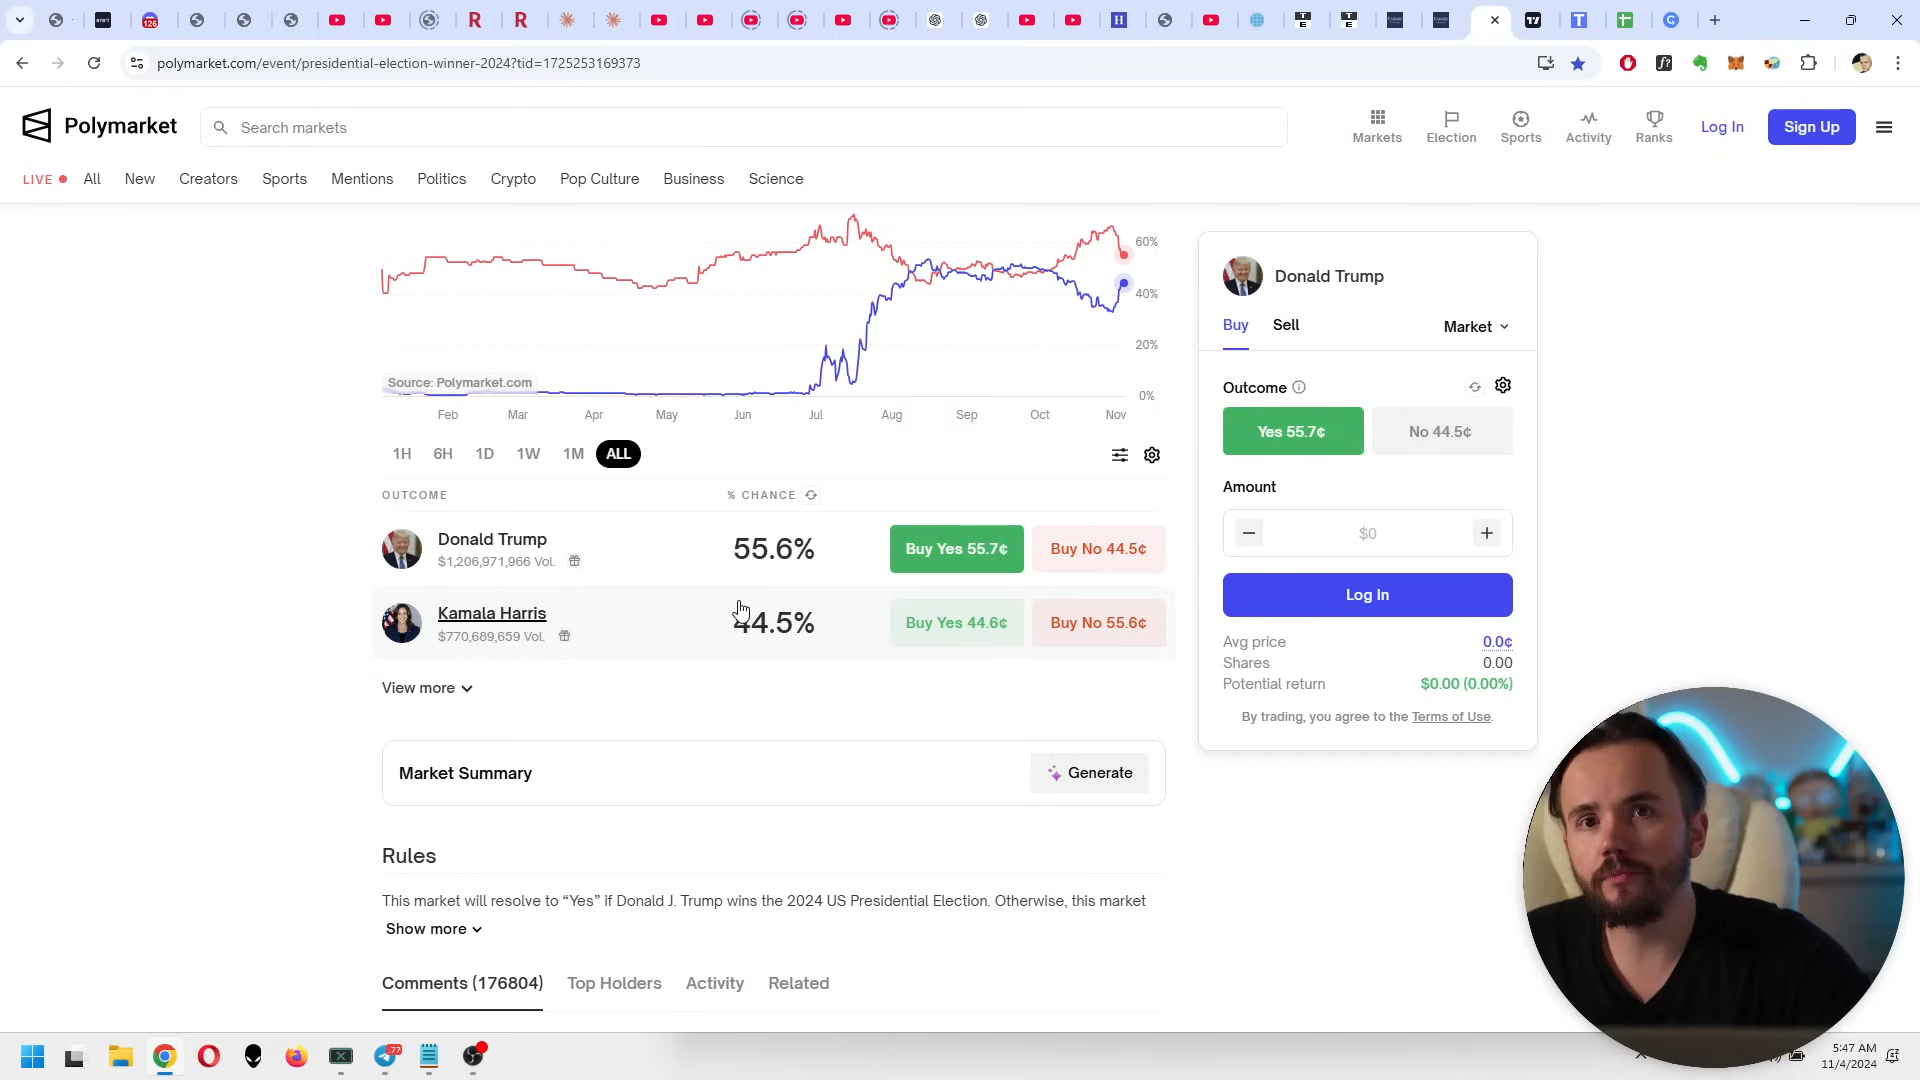 126
polymarket.com/event/presidential-election-winner-2024?tid=1725253169373
Polymarket
Search markets
Markets
Election
Sports
Activity
Ranks
Log In
Sign Up
LIVE
All
New
Creators
Sports
Mentions
Politics
Crypto
Pop Culture
Business
Science
60%
40%
20%
0%
Source: Polymarket.com
Feb
Mar
Apr
May
Jun
Jul
Aug
Sep
Oct
Nov
1H
6H
1D
1W
1M
ALL
OUTCOME
% CHANCE
Donald Trump
$1,206,971,966 Vol.
55.6%
Buy Yes 55.7¢
Buy No 44.5¢
Kamala Harris
$770,689,659 Vol.
44.5%
Buy Yes 44.6¢
Buy No 55.6¢
View more
Market Summary
Generate
Rules
This market will resolve to “Yes” if Donald J. Trump wins the 2024 US Presidential Election. Otherwise, this market
Show more
Comments (176804)
Top Holders
Activity
Related
Donald Trump
Buy
Sell
Market
Outcome
Yes 55.7¢
No 44.5¢
Amount
$0
Log In
Avg price
0.0¢
Shares
0.00
Potential return
$0.00 (0.00%)
By trading, you agree to the Terms of Use.
77
5:47 AM
11/4/2024